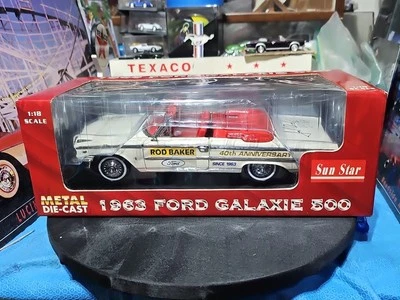 TEXACO
1:18
SCALE
ROD BAKER
Ford
40th ANNIVERSARY
SINCE 1963
Sun Star
METAL
DIE-CAST
1963 FORD GALAXIE 500